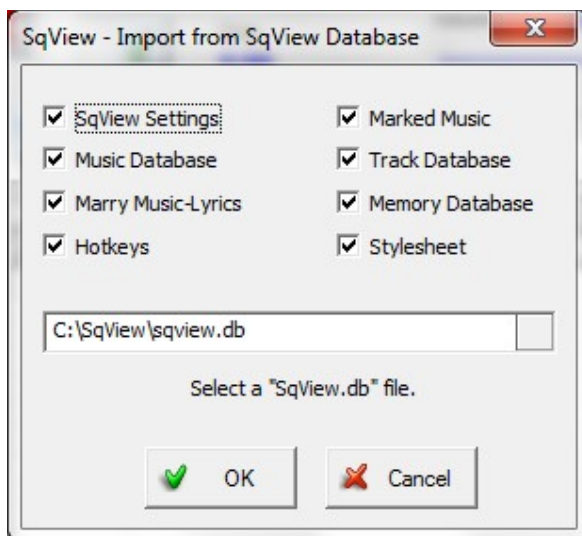 SqView - Import from SqView Database
SqView Settings
Marked Music
Music Database
Track Database
Marry Music-Lyrics
Memory Database
Hotkeys
Stylesheet
C:\SqView\sqview.db
Select a "SqView.db" file.
OK
Cancel